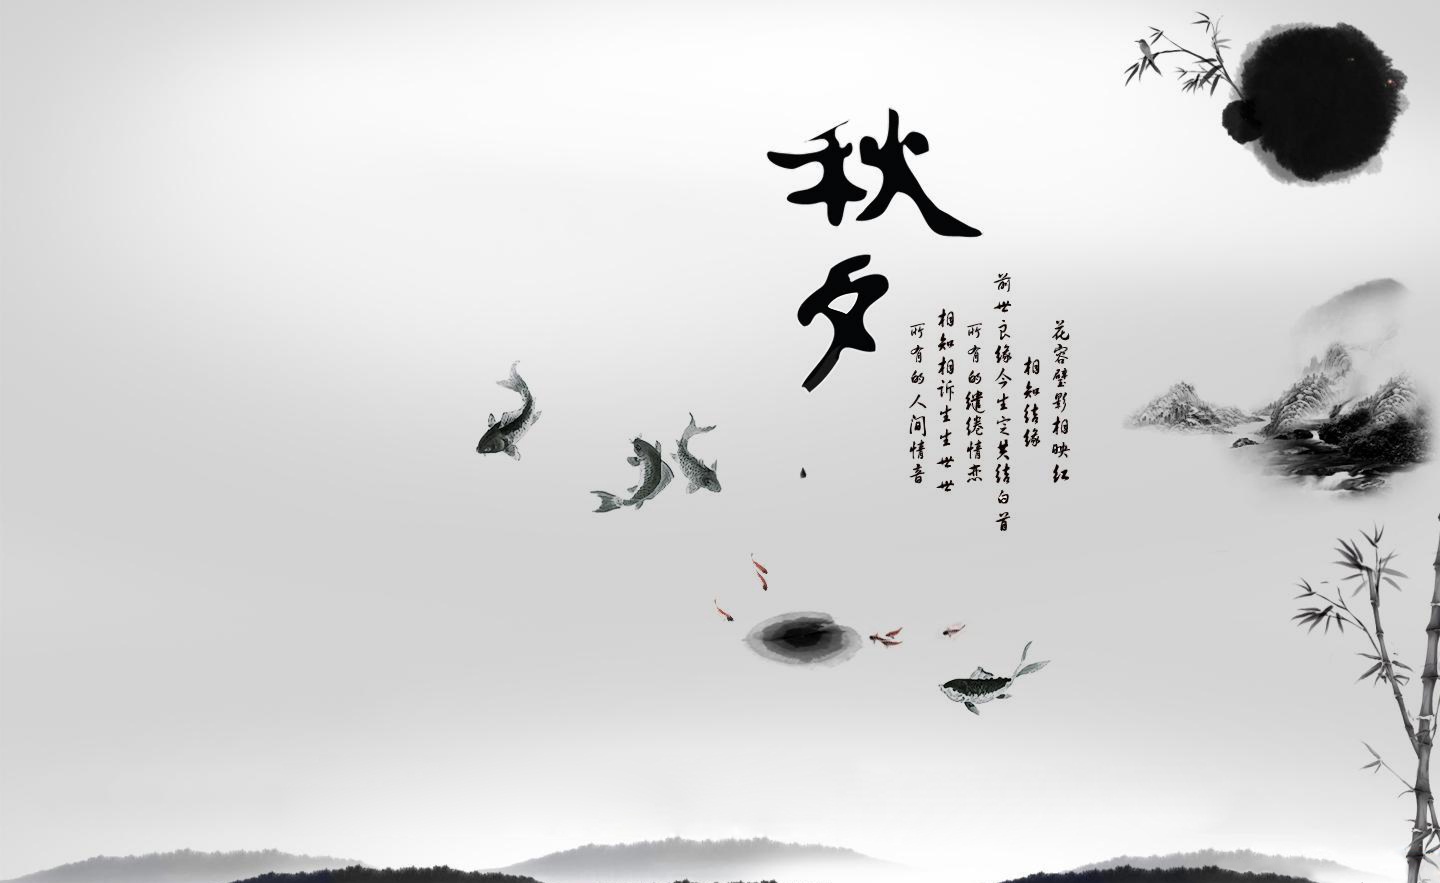 秋夕
花容璧影相映红
相知结缘
前世良缘今生定共结白首
所有的缱绻情恋
相知相诉生生世世
所有的人间情音